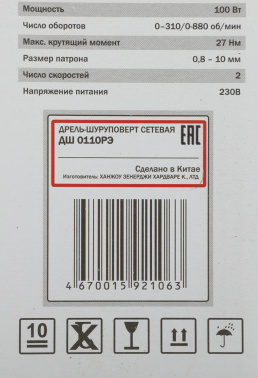 Мощность 100 Вт
Число оборотов 0–310/0-880 об/мин
Макс. крутящий момент 27 Нм
Размер патрона 0,8 – 10 мм
Число скоростей 2
Напряжение питания 230В
ДРЕЛЬ-ШУРУПОВЕРТ СЕТЕВАЯ
ДШ 0110РЭ
ЕАС
Сделано в Китае
Изготовитель: ХАНЖОУ ЗЕНЕРДЖИ ХАРДВАРЕ К., ЛТД
4 670015 921063
10